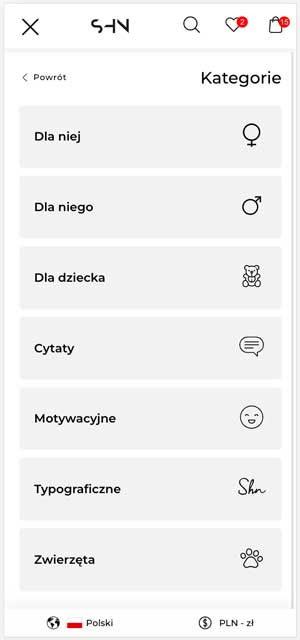 SHN
2
15
Powrót
Kategorie
Dla niej
Dla niego
Dla dziecka
Cytaty
Motywacyjne
Typograficzne
Shn
Zwierzęta
Polski
PLN - zł